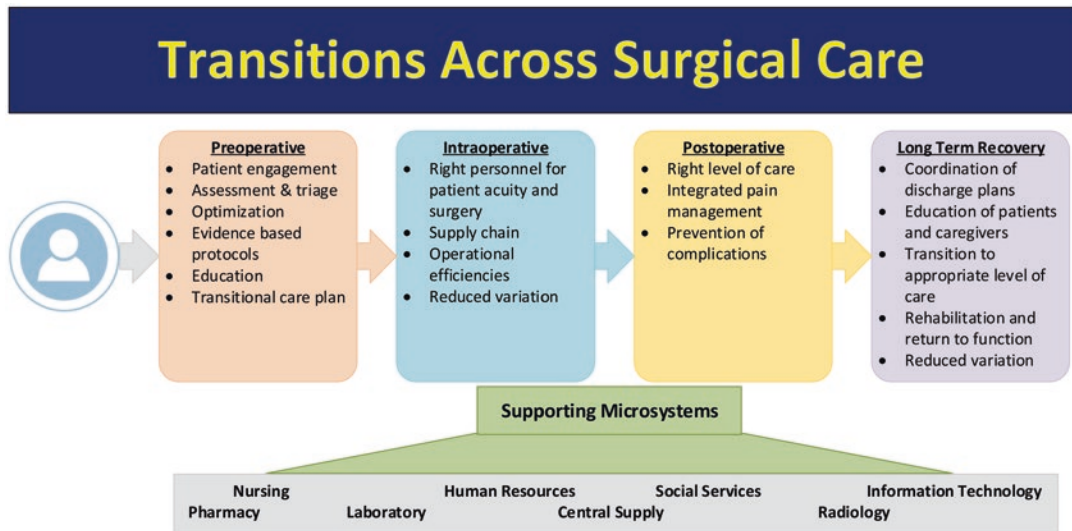 Transitions Across Surgical Care
Preoperative
• Patient engagement
• Assessment & triage
• Optimization
• Evidence based
protocols
• Education
• Transitional care plan
Intraoperative
• Right personnel for
patient acuity and
surgery
• Supply chain
• Operational
efficiencies
• Reduced variation
Postoperative
• Right level of care
• Integrated pain
management
• Prevention of
complications
Long Term Recovery
• Coordination of
discharge plans
• Education of patients
and caregivers
• Transition to
appropriate level of
care
• Rehabilitation and
return to function
• Reduced variation
Supporting Microsystems
Nursing Human Resources Social Services Information Technology
Pharmacy Laboratory Central Supply Radiology